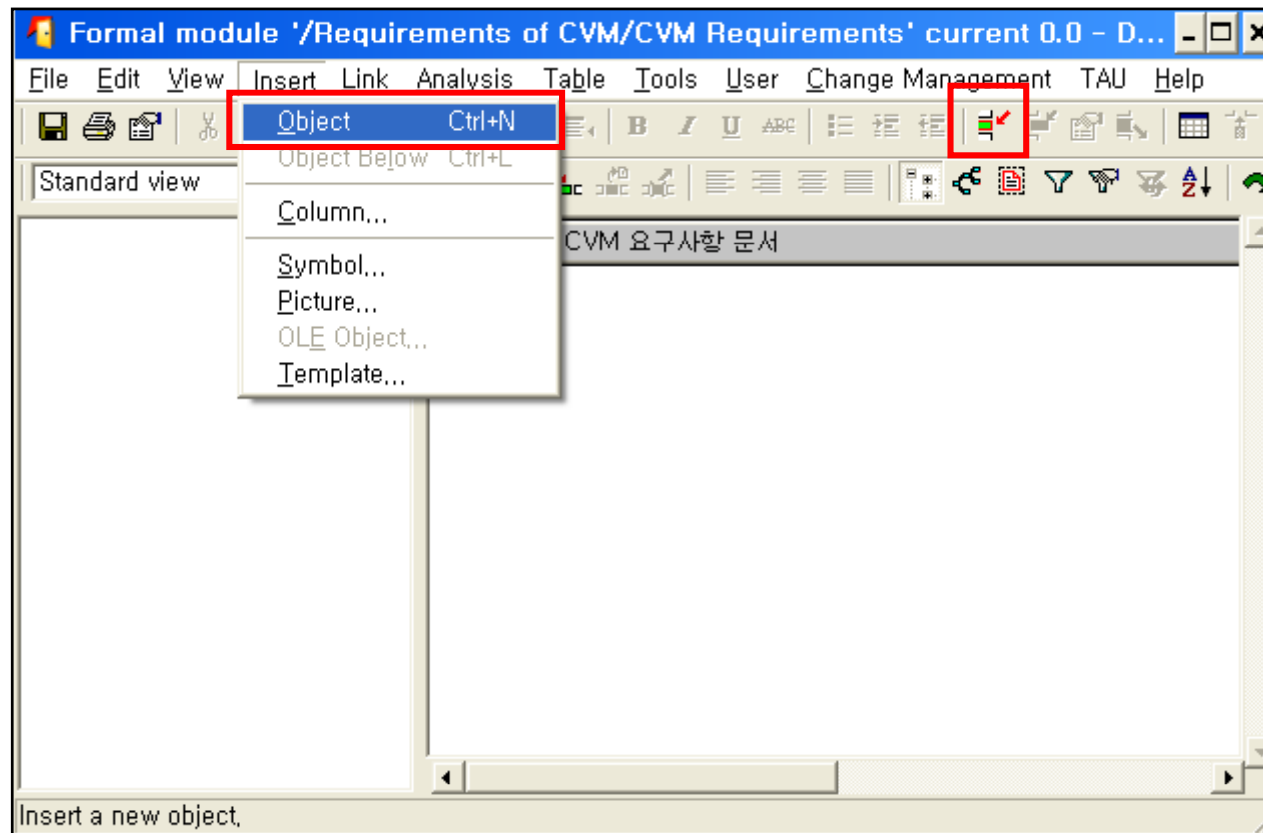 Formal module '/Requirements of CVM/CVM Requirements' current 0.0 - D...
File Edit View Insert Link Analysis Table Tools User Change Management TAU Help
Object Ctrl+N
B I U ABC
Object Below Ctrl+L
Standard view
Column...
CVM 요구사항 문서
Symbol...
Picture...
OLE Object...
Template...
Insert a new object.